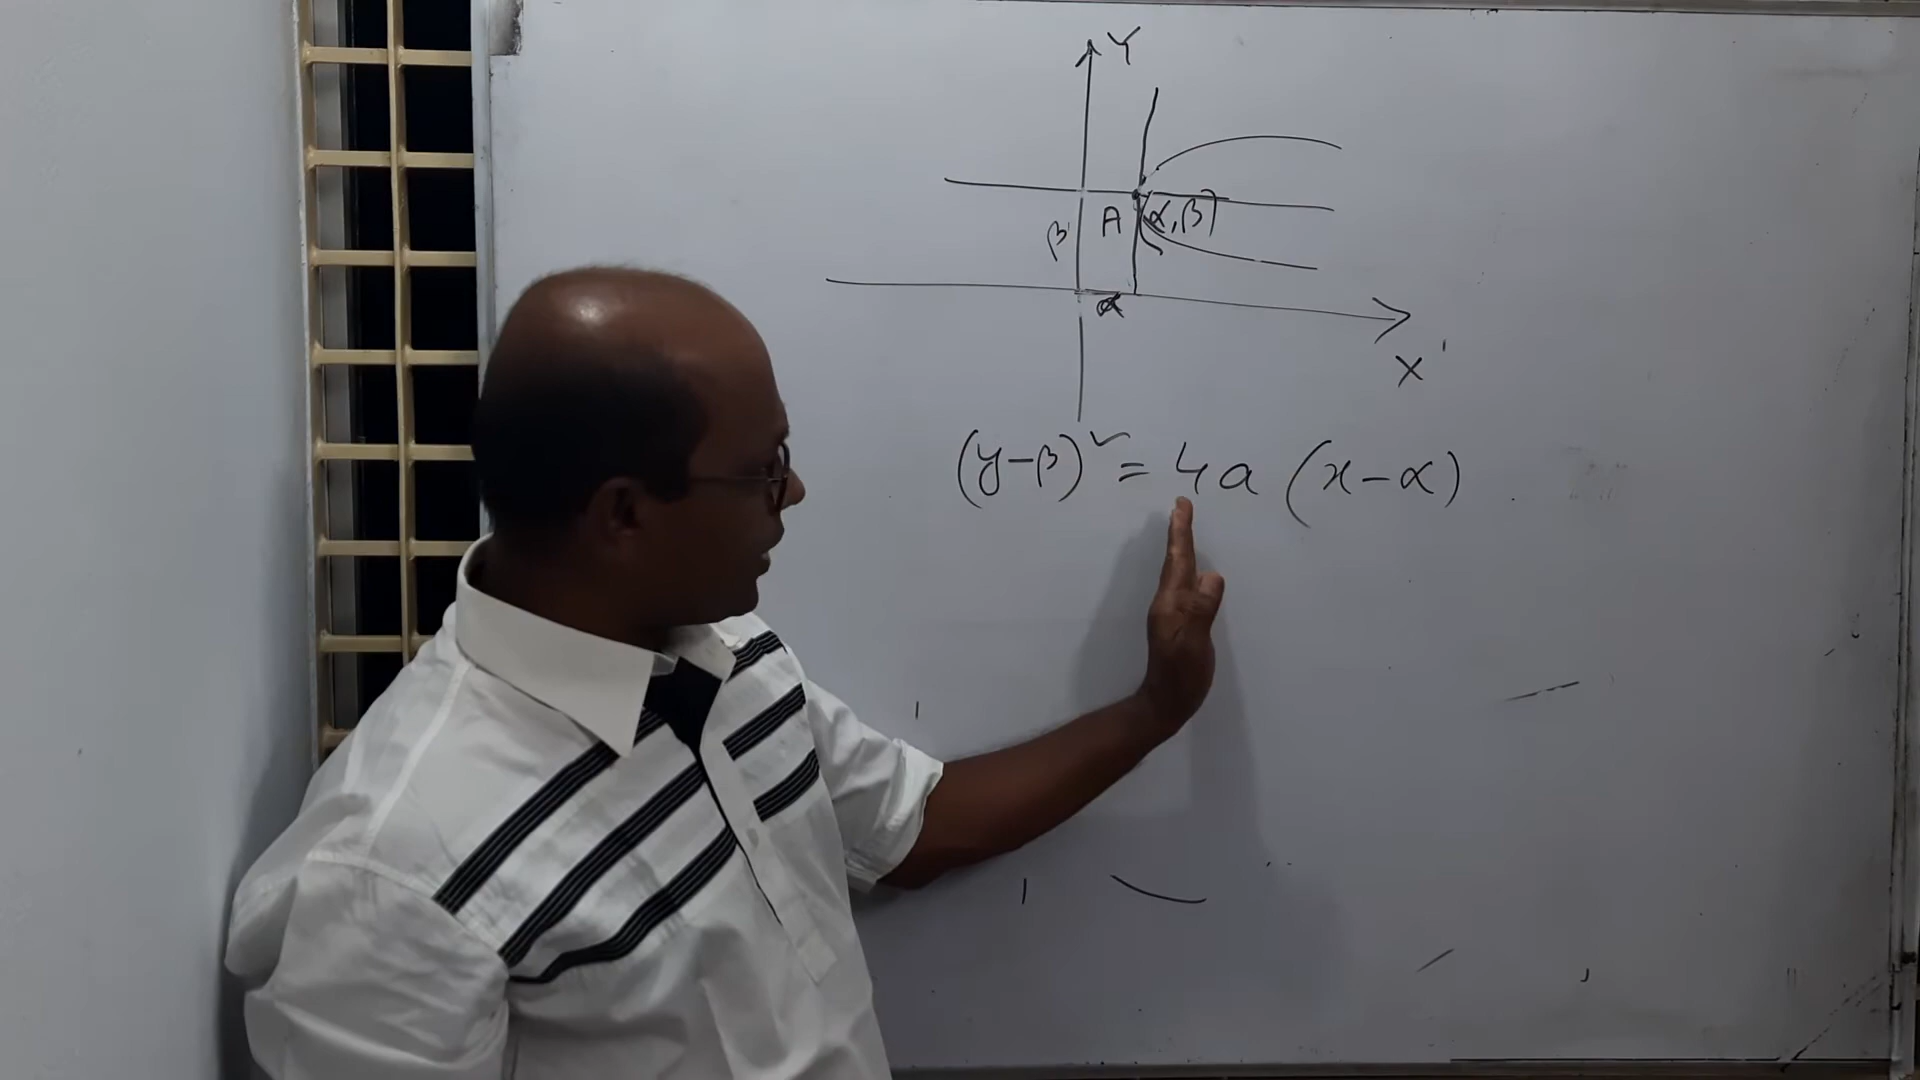 Y
β
A (α, β)
α
X
(y-β)² = 4a (x-α)